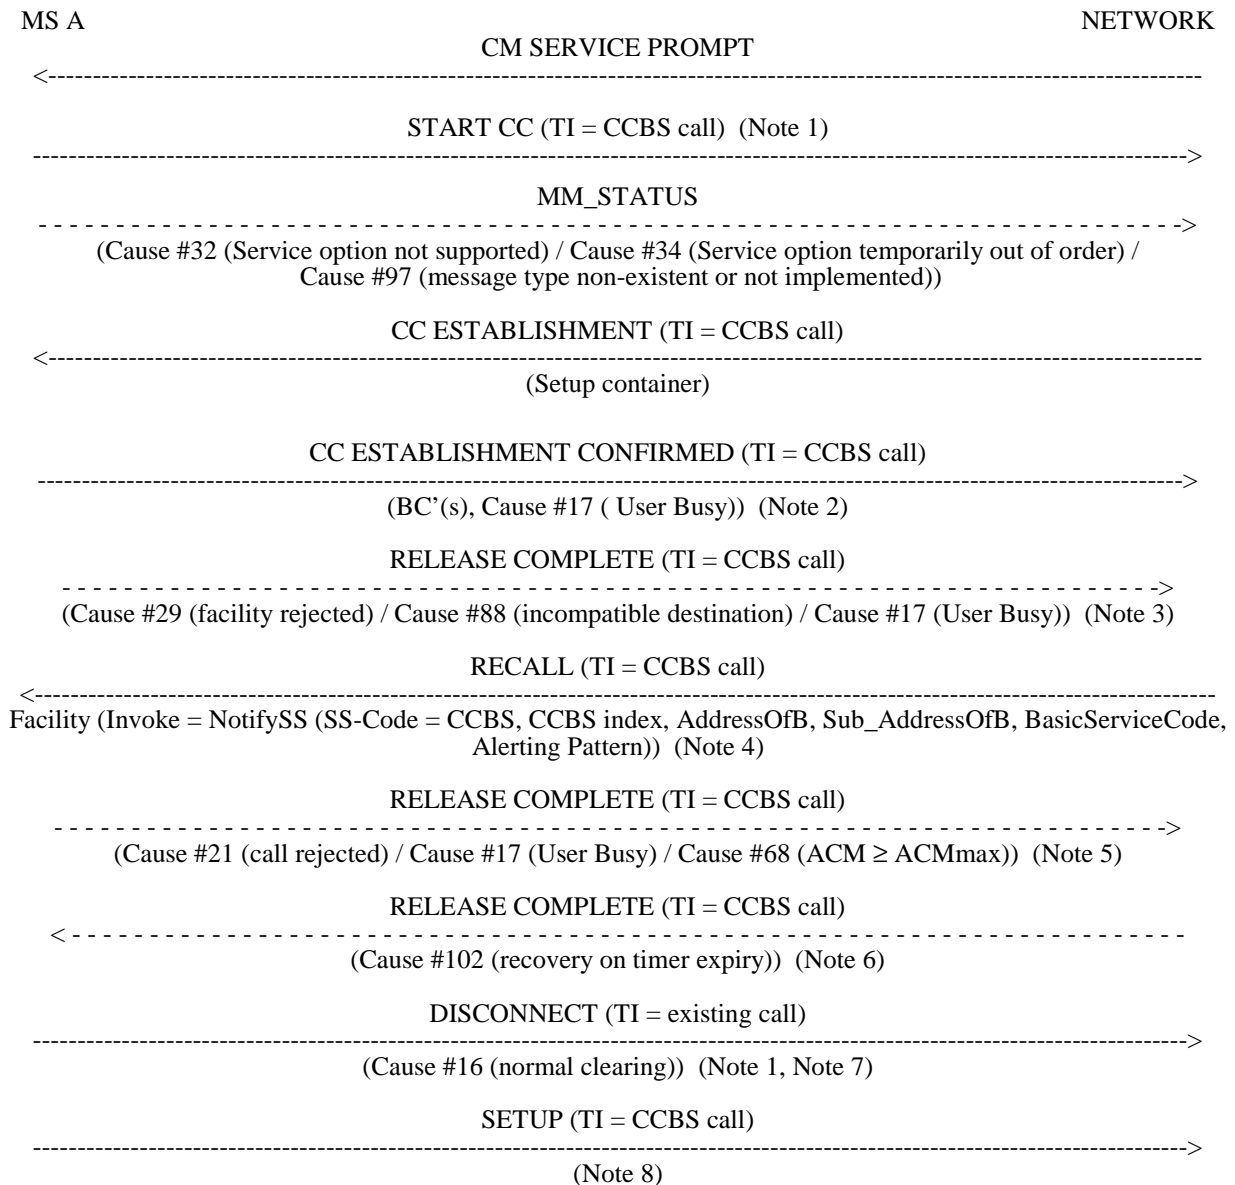 MS A NETWORK
CM SERVICE PROMPT
<------------------------------------------------------------
START CC (TI = CCBS call) (Note 1)
------------------------------------------------------------>
MM_STATUS
- - - - - - - - - - - - - - - - - - - - - - - - - - - - - ->
(Cause #32 (Service option not supported) / Cause #34 (Service option temporarily out of order) /
Cause #97 (message type non-existent or not implemented))
CC ESTABLISHMENT (TI = CCBS call)
<------------------------------------------------------------
(Setup container)
CC ESTABLISHMENT CONFIRMED (TI = CCBS call)
------------------------------------------------------------>
(BC’(s), Cause #17 ( User Busy)) (Note 2)
RELEASE COMPLETE (TI = CCBS call)
- - - - - - - - - - - - - - - - - - - - - - - - - - - - - ->
(Cause #29 (facility rejected) / Cause #88 (incompatible destination) / Cause #17 (User Busy)) (Note 3)
RECALL (TI = CCBS call)
<------------------------------------------------------------
Facility (Invoke = NotifySS (SS-Code = CCBS, CCBS index, AddressOfB, Sub_AddressOfB, BasicServiceCode,
Alerting Pattern)) (Note 4)
RELEASE COMPLETE (TI = CCBS call)
- - - - - - - - - - - - - - - - - - - - - - - - - - - - - ->
(Cause #21 (call rejected) / Cause #17 (User Busy) / Cause #68 (ACM ≥ ACMmax)) (Note 5)
RELEASE COMPLETE (TI = CCBS call)
< - - - - - - - - - - - - - - - - - - - - - - - - - - - - -
(Cause #102 (recovery on timer expiry)) (Note 6)
DISCONNECT (TI = existing call)
------------------------------------------------------------>
(Cause #16 (normal clearing)) (Note 1, Note 7)
SETUP (TI = CCBS call)
------------------------------------------------------------>
(Note 8)